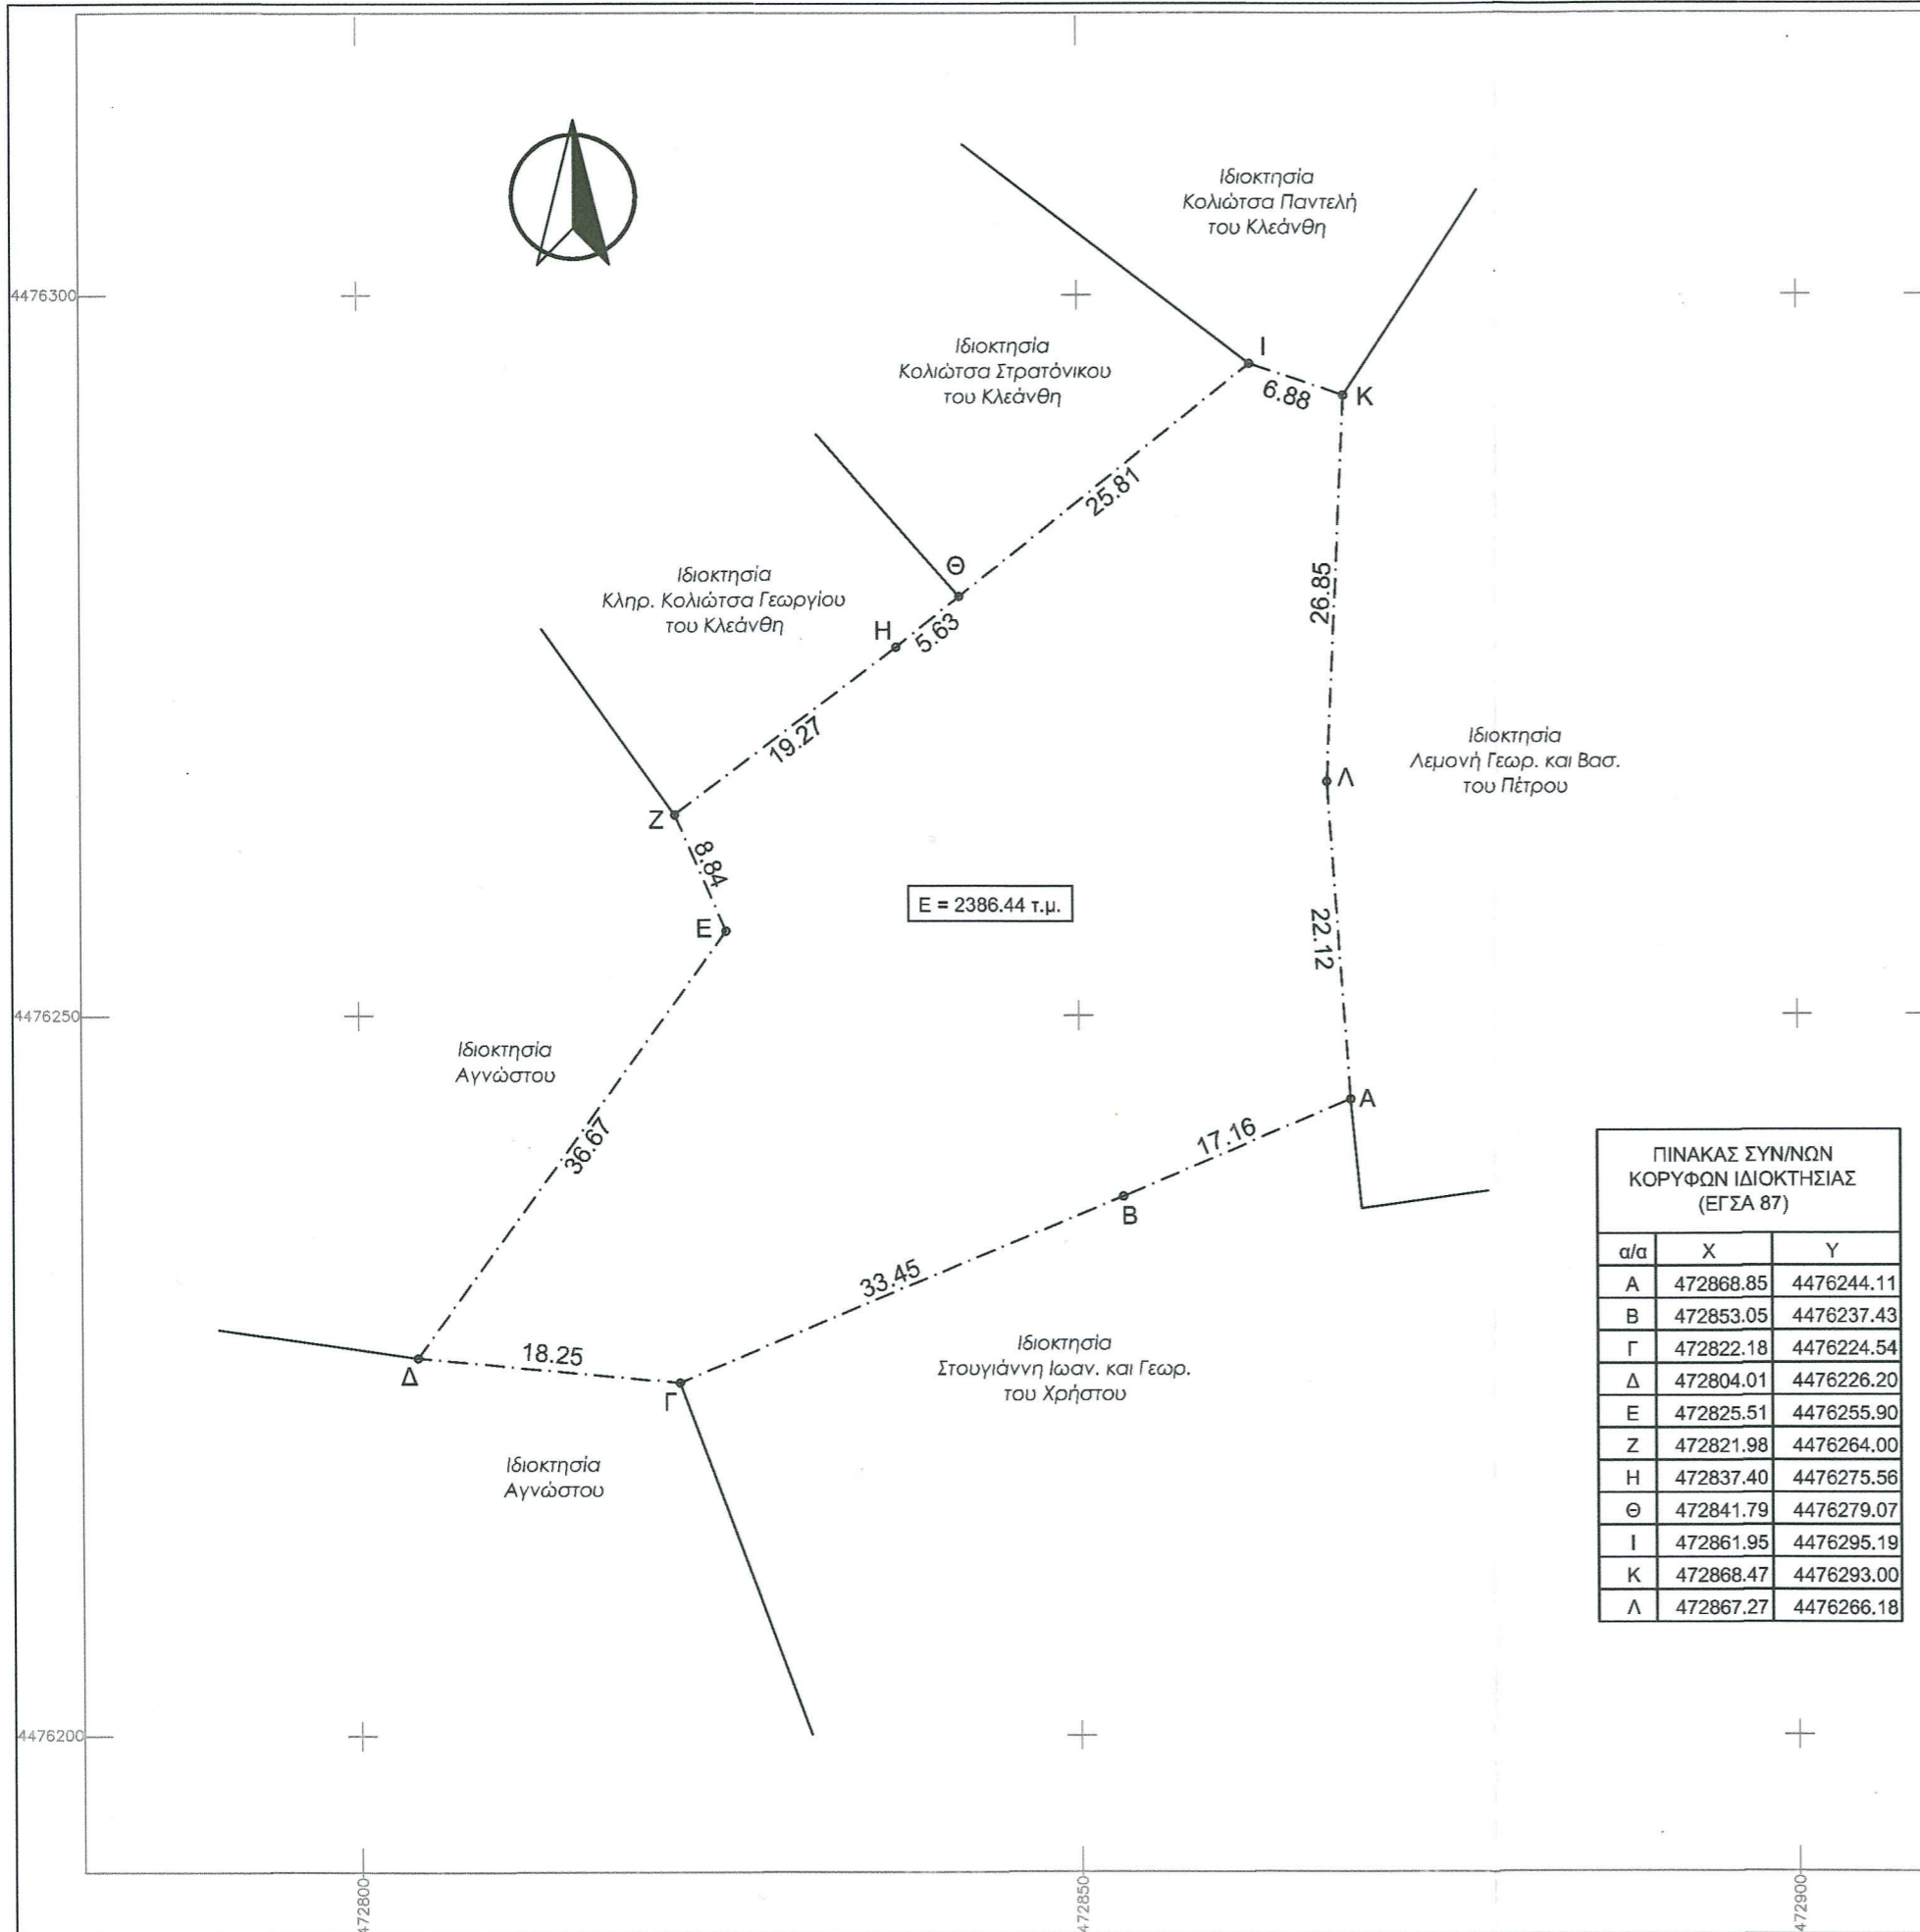 Ιδιοκτησία
Κολιώτσα Παντελή
του Κλεάνθη
4476300
Ι
Ιδιοκτησία
Κολιώτσα Στρατόνικου
του Κλεάνθη
6.88
Κ
25.81
Θ
Ιδιοκτησία
Κληρ. Κολιώτσα Γεωργίου
του Κλεάνθη
26.85
Η
5.63
19.27
Ιδιοκτησία
Λεμονή Γεωρ. και Βασ.
του Πέτρου
Λ
Ζ
8.84
Ε = 2386.44 τ.μ.
Ε
22.12
4476250
Ιδιοκτησία
Αγνώστου
Α
36.67
17.16
Β
33.45
18.25
Δ
Γ
Ιδιοκτησία
Στουγιάννη Ιωαν. και Γεωρ.
του Χρήστου
Ιδιοκτησία
Αγνώστου
ΠΙΝΑΚΑΣ ΣΥΝ/ΝΩΝ
ΚΟΡΥΦΩΝ ΙΔΙΟΚΤΗΣΙΑΣ
(ΕΓΣΑ 87)
α/α Χ Υ
Α 472868.85 4476244.11
Β 472853.05 4476237.43
Γ 472822.18 4476224.54
Δ 472804.01 4476226.20
Ε 472825.51 4476255.90
Ζ 472821.98 4476264.00
Η 472837.40 4476275.56
Θ 472841.79 4476279.07
Ι 472861.95 4476295.19
Κ 472868.47 4476293.00
Λ 472867.27 4476266.18
4476200
472800
472850
472900